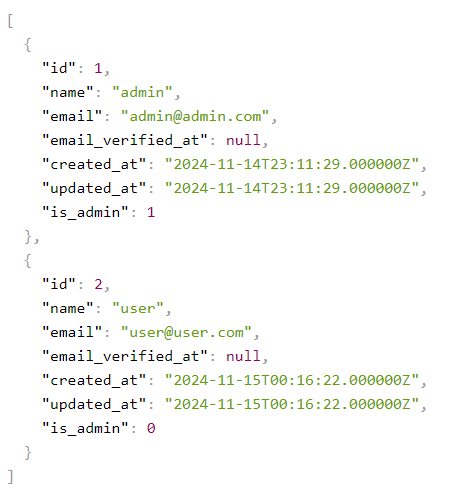 [
  {
    "id": 1,
    "name": "admin",
    "email": "admin@admin.com",
    "email_verified_at": null,
    "created_at": "2024-11-14T23:11:29.000000Z",
    "updated_at": "2024-11-14T23:11:29.000000Z",
    "is_admin": 1
  },
  {
    "id": 2,
    "name": "user",
    "email": "user@user.com",
    "email_verified_at": null,
    "created_at": "2024-11-15T00:16:22.000000Z",
    "updated_at": "2024-11-15T00:16:22.000000Z",
    "is_admin": 0
  }
]